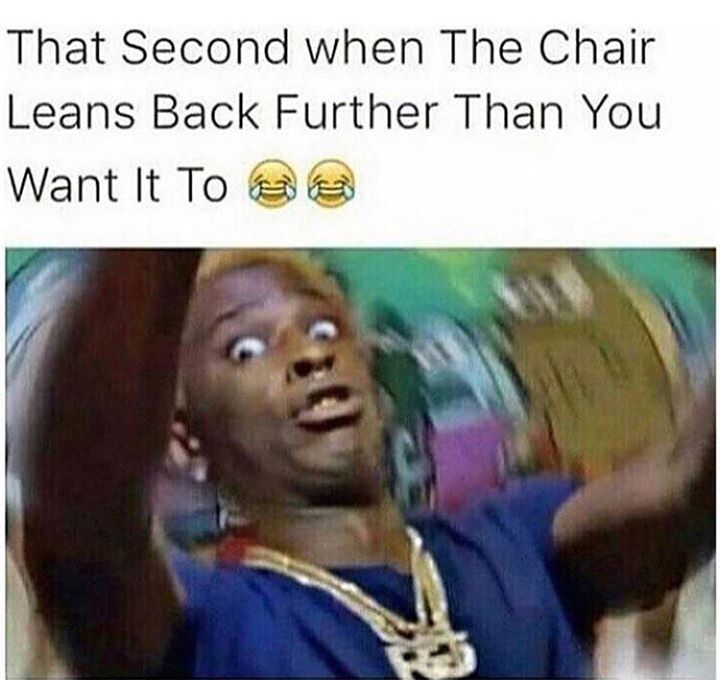 That Second when The Chair
Leans Back Further Than You
Want It To 😂😂